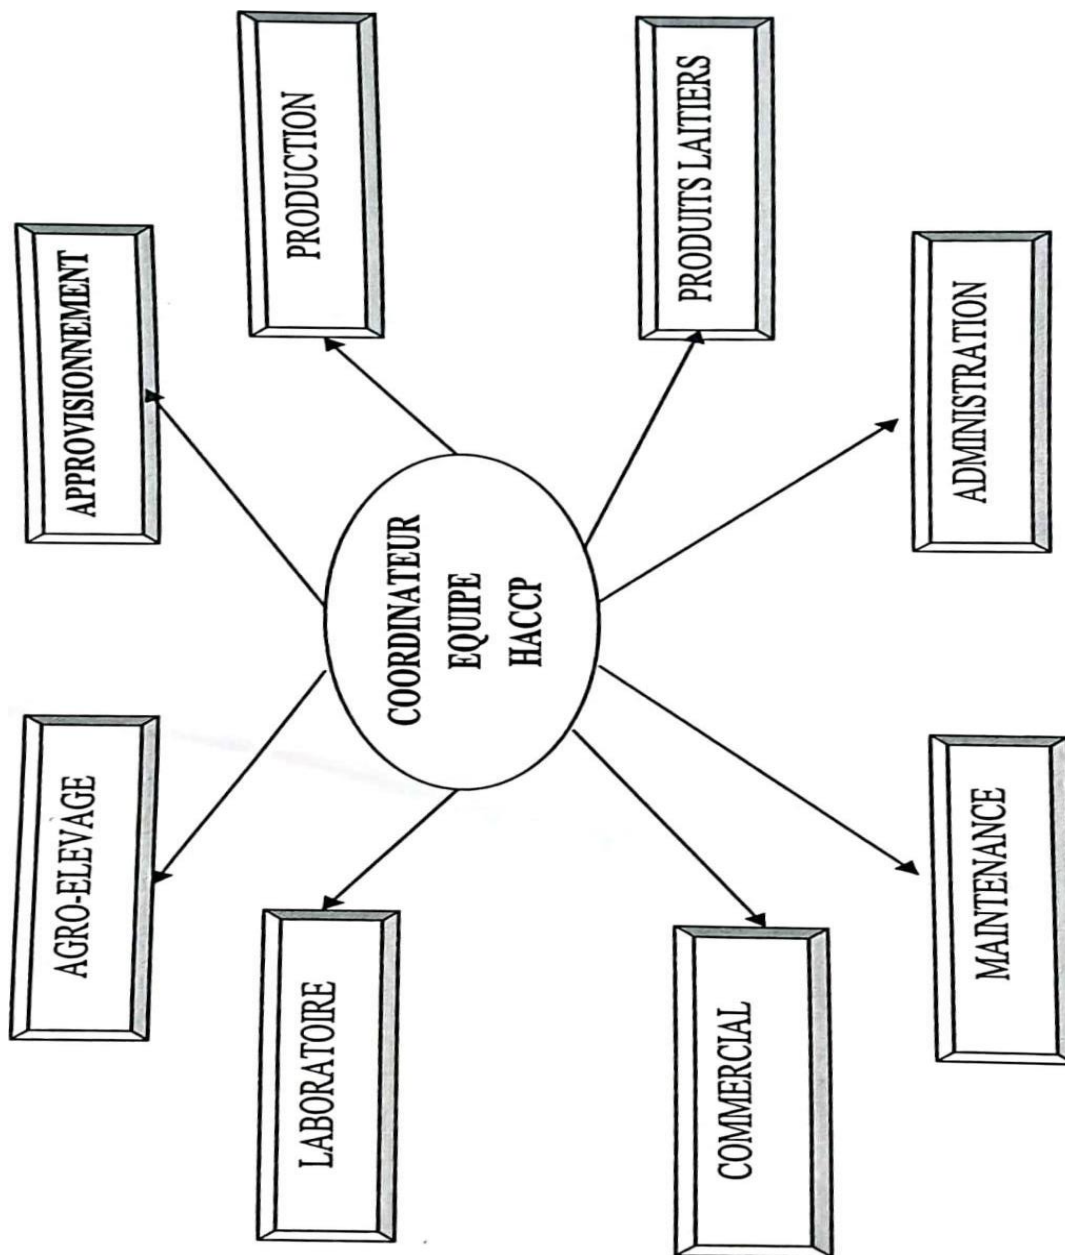 AGRO-ELEVAGE
APPROVISIONNEMENT
LABORATOIRE
PRODUCTION
COORDINATEUR
EQUIPE
HACCP
COMMERCIAL
PRODUITS LAITIERS
MAINTENANCE
ADMINISTRATION